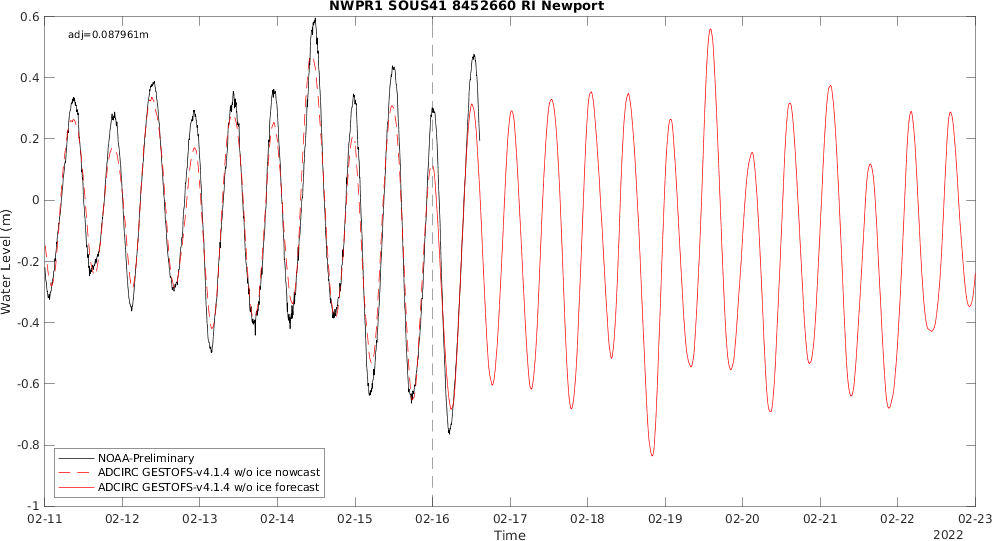 NWPR1 SOUS41 8452660 RI Newport
adj=0.087961m
0.6
0.4
0.2
0
-0.2
-0.4
-0.6
-0.8
-1
Water Level (m)
NOAA-Preliminary
ADCIRC GESTOFS-v4.1.4 w/o ice nowcast
ADCIRC GESTOFS-v4.1.4 w/o ice forecast
02-11 02-12 02-13 02-14 02-15 02-16 02-17 02-18 02-19 02-20 02-21 02-22 02-23
Time
2022